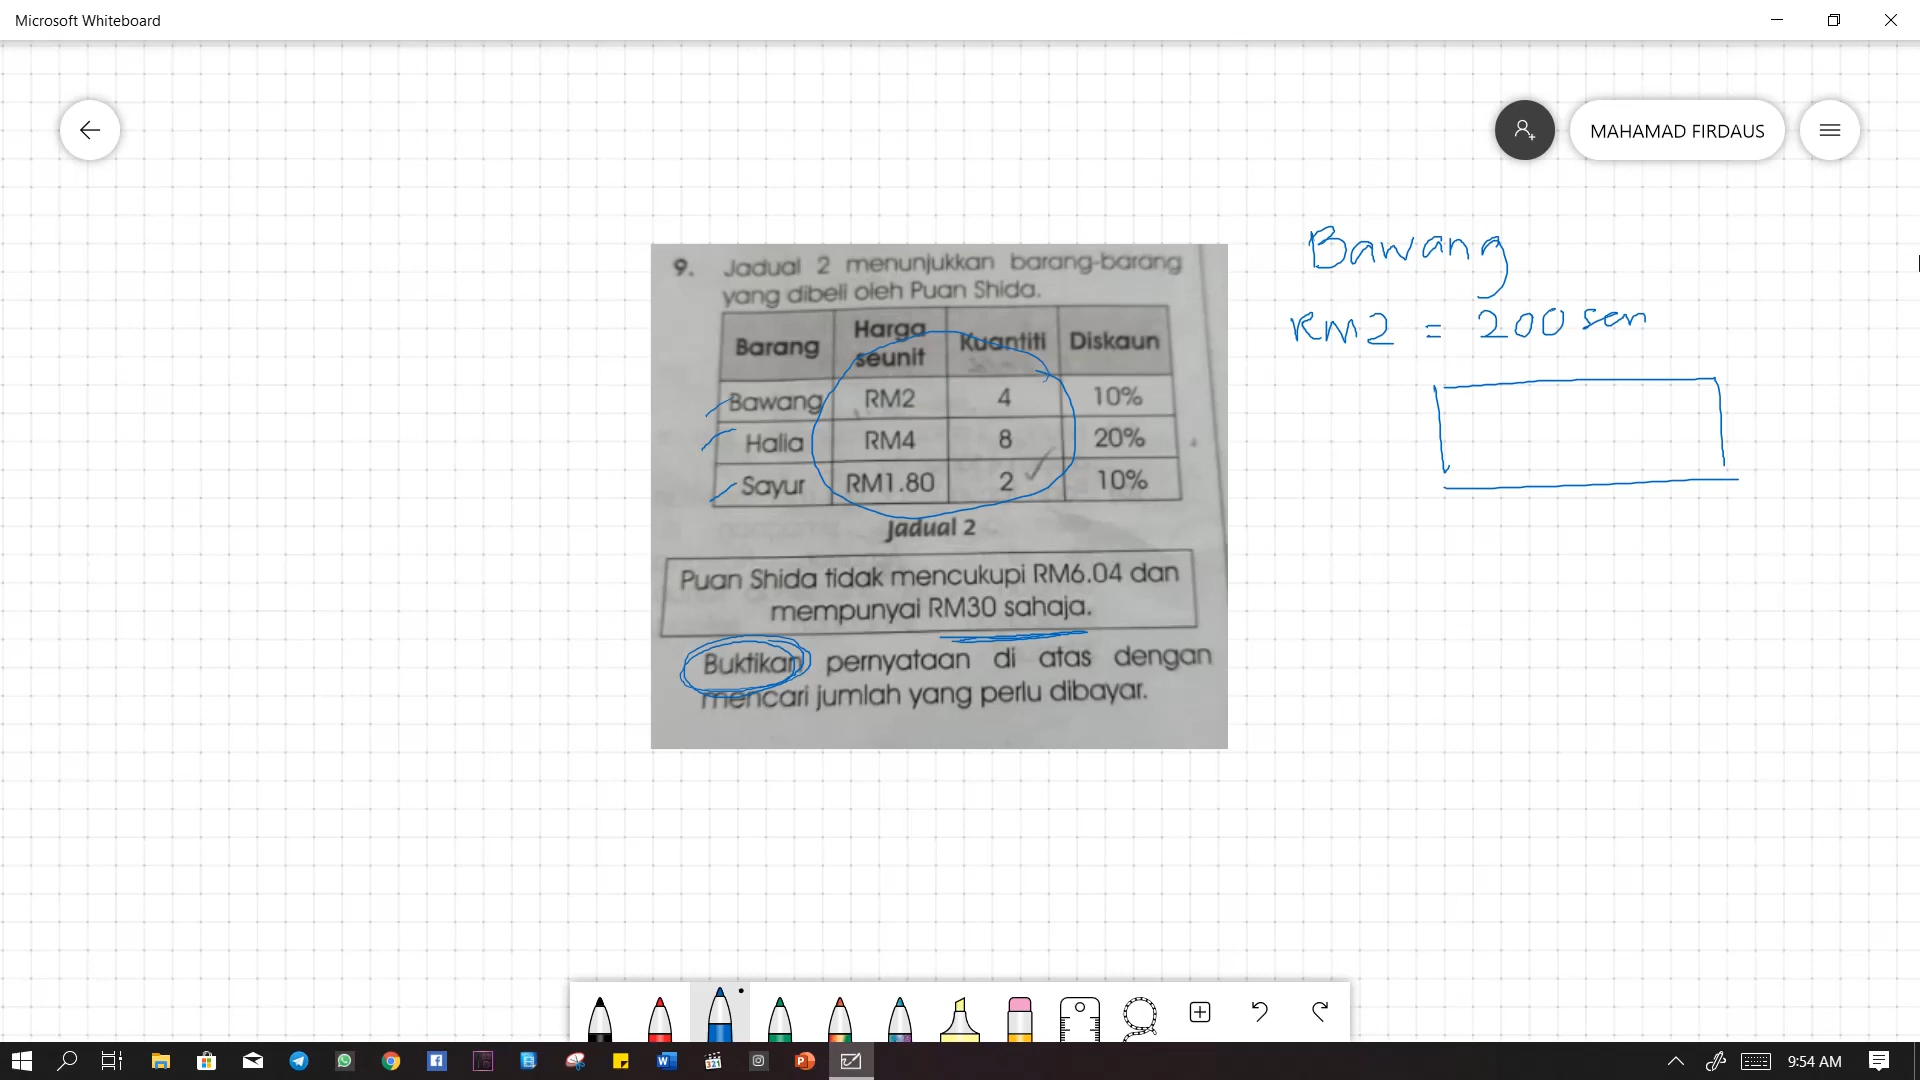 Microsoft Whiteboard
MAHAMAD FIRDAUS
9. Jadual 2 menunjukkan barang-barang
yang dibeli oleh Puan Shida.
Barang Harga seunit Kuantiti Diskaun
Bawang RM2 4 10%
Halia RM4 8 20%
Sayur RM1.80 2 10%
Jadual 2
Puan Shida tidak mencukupi RM6.04 dan
mempunyai RM30 sahaja.
Buktikan pernyataan di atas dengan
mencari jumlah yang perlu dibayar.
Bawang
RM2 = 200 sen
9:54 AM